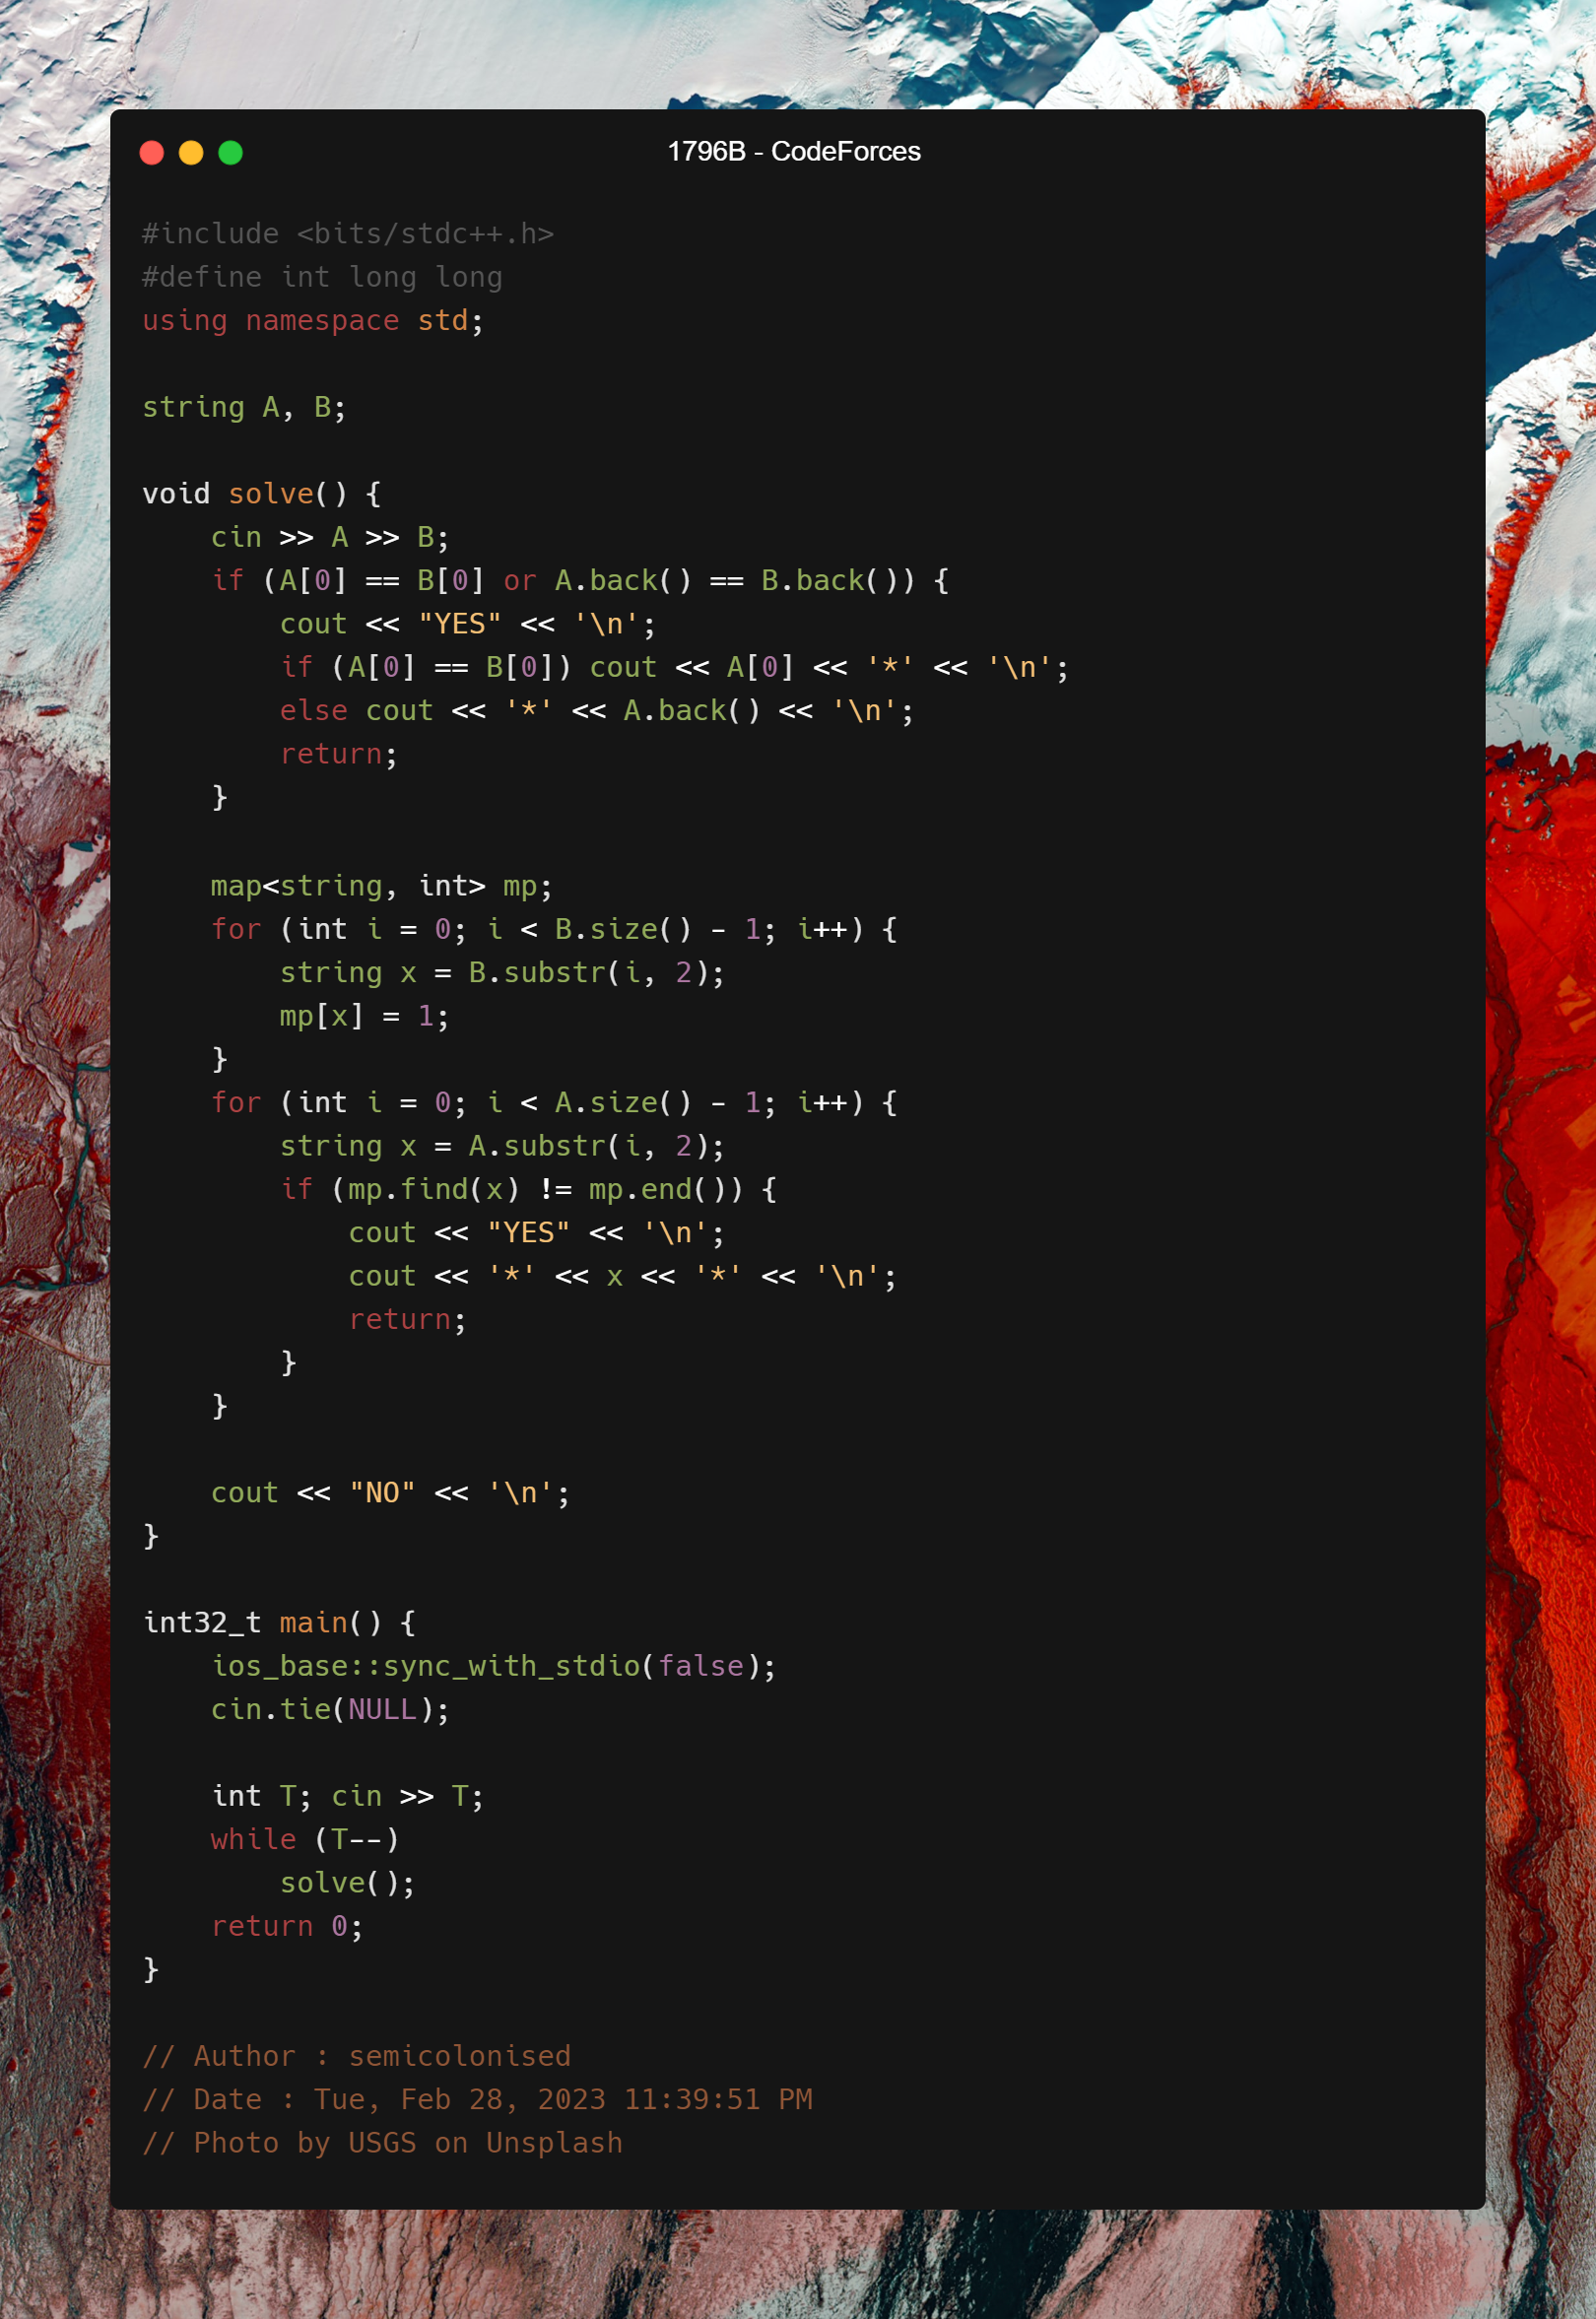 1796B - CodeForces
#include <bits/stdc++.h>
#define int long long
using namespace std;

string A, B;

void solve() {
    cin >> A >> B;
    if (A[0] == B[0] or A.back() == B.back()) {
        cout << "YES" << '\n';
        if (A[0] == B[0]) cout << A[0] << '*' << '\n';
        else cout << '*' << A.back() << '\n';
        return;
    }

    map<string, int> mp;
    for (int i = 0; i < B.size() - 1; i++) {
        string x = B.substr(i, 2);
        mp[x] = 1;
    }
    for (int i = 0; i < A.size() - 1; i++) {
        string x = A.substr(i, 2);
        if (mp.find(x) != mp.end()) {
            cout << "YES" << '\n';
            cout << '*' << x << '*' << '\n';
            return;
        }
    }

    cout << "NO" << '\n';
}

int32_t main() {
    ios_base::sync_with_stdio(false);
    cin.tie(NULL);

    int T; cin >> T;
    while (T--)
        solve();
    return 0;
}

// Author : semicolonised
// Date : Tue, Feb 28, 2023 11:39:51 PM
// Photo by USGS on Unsplash